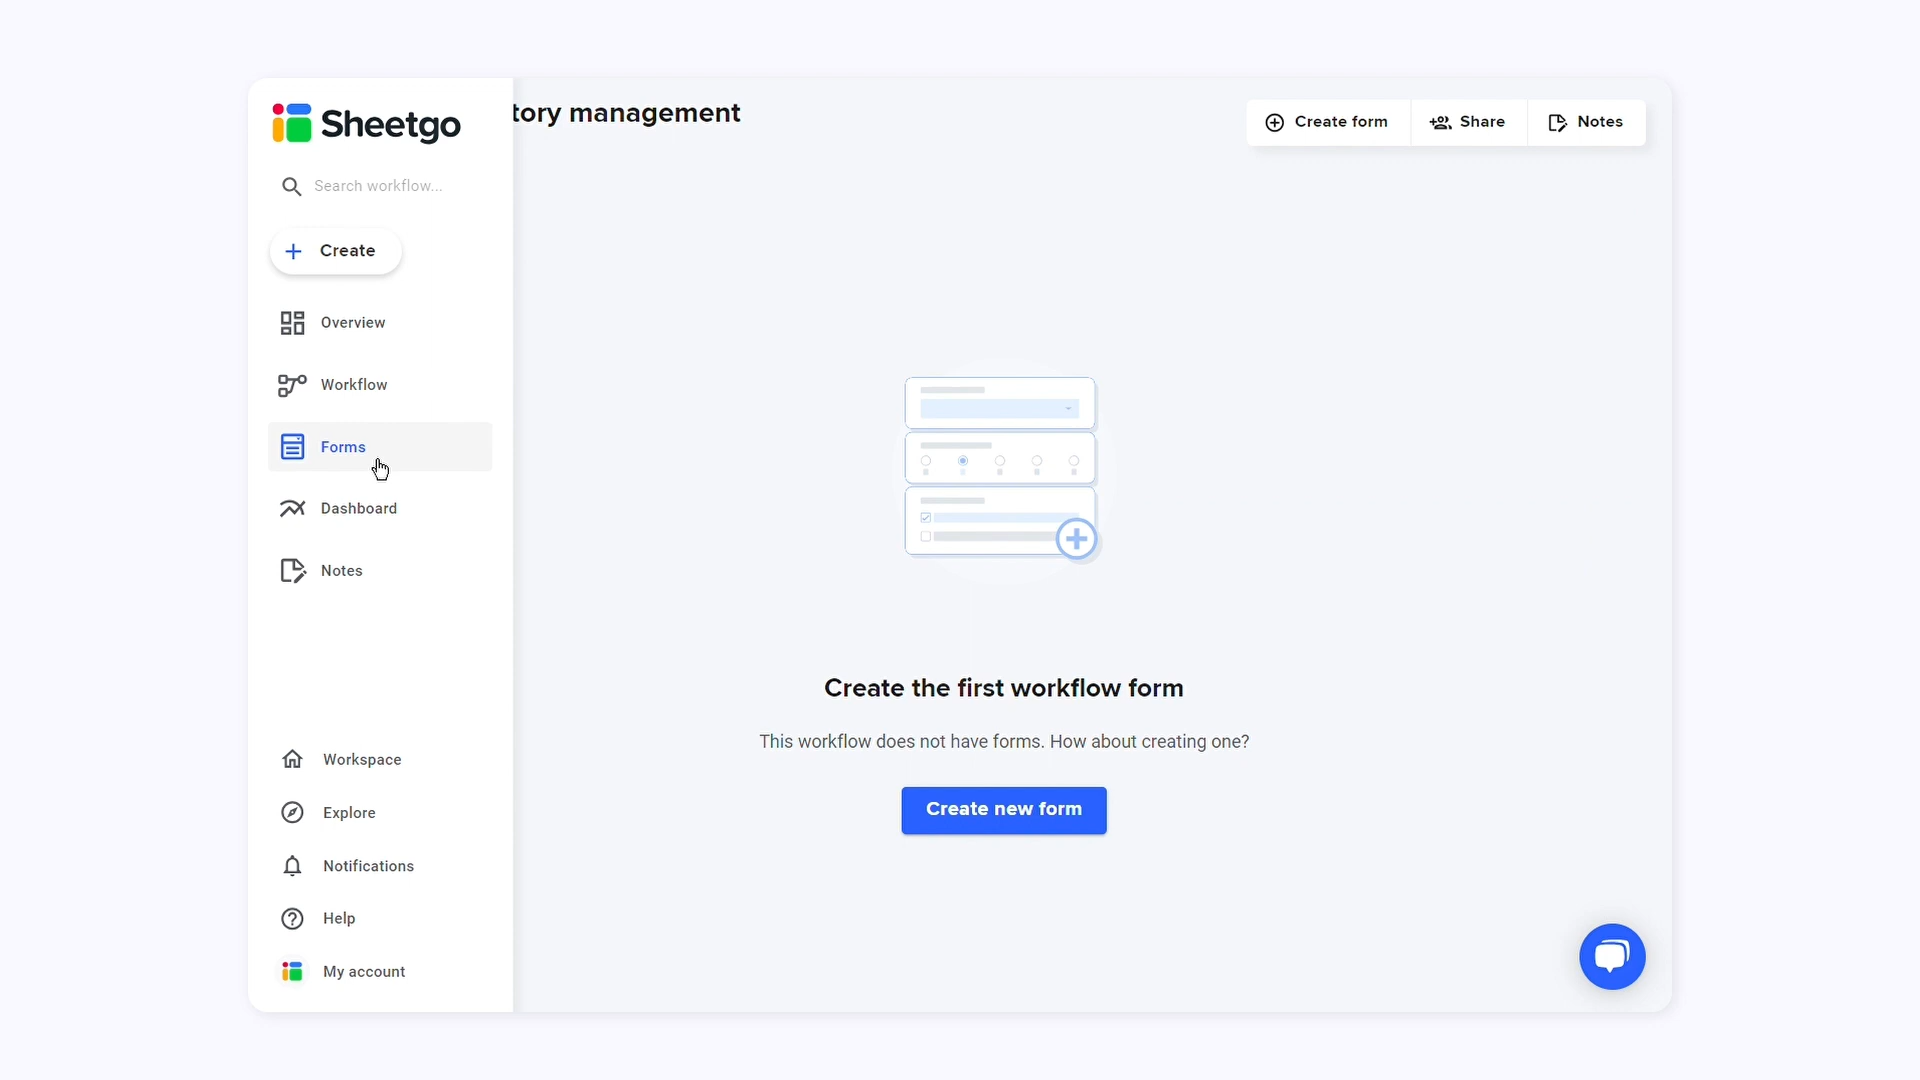 Sheetgo
tory management
Create form
Share
Notes
Search workflow...
Create
Overview
Workflow
Forms
Dashboard
Notes
Create the first workflow form
This workflow does not have forms. How about creating one?
Create new form
Workspace
Explore
Notifications
Help
My account